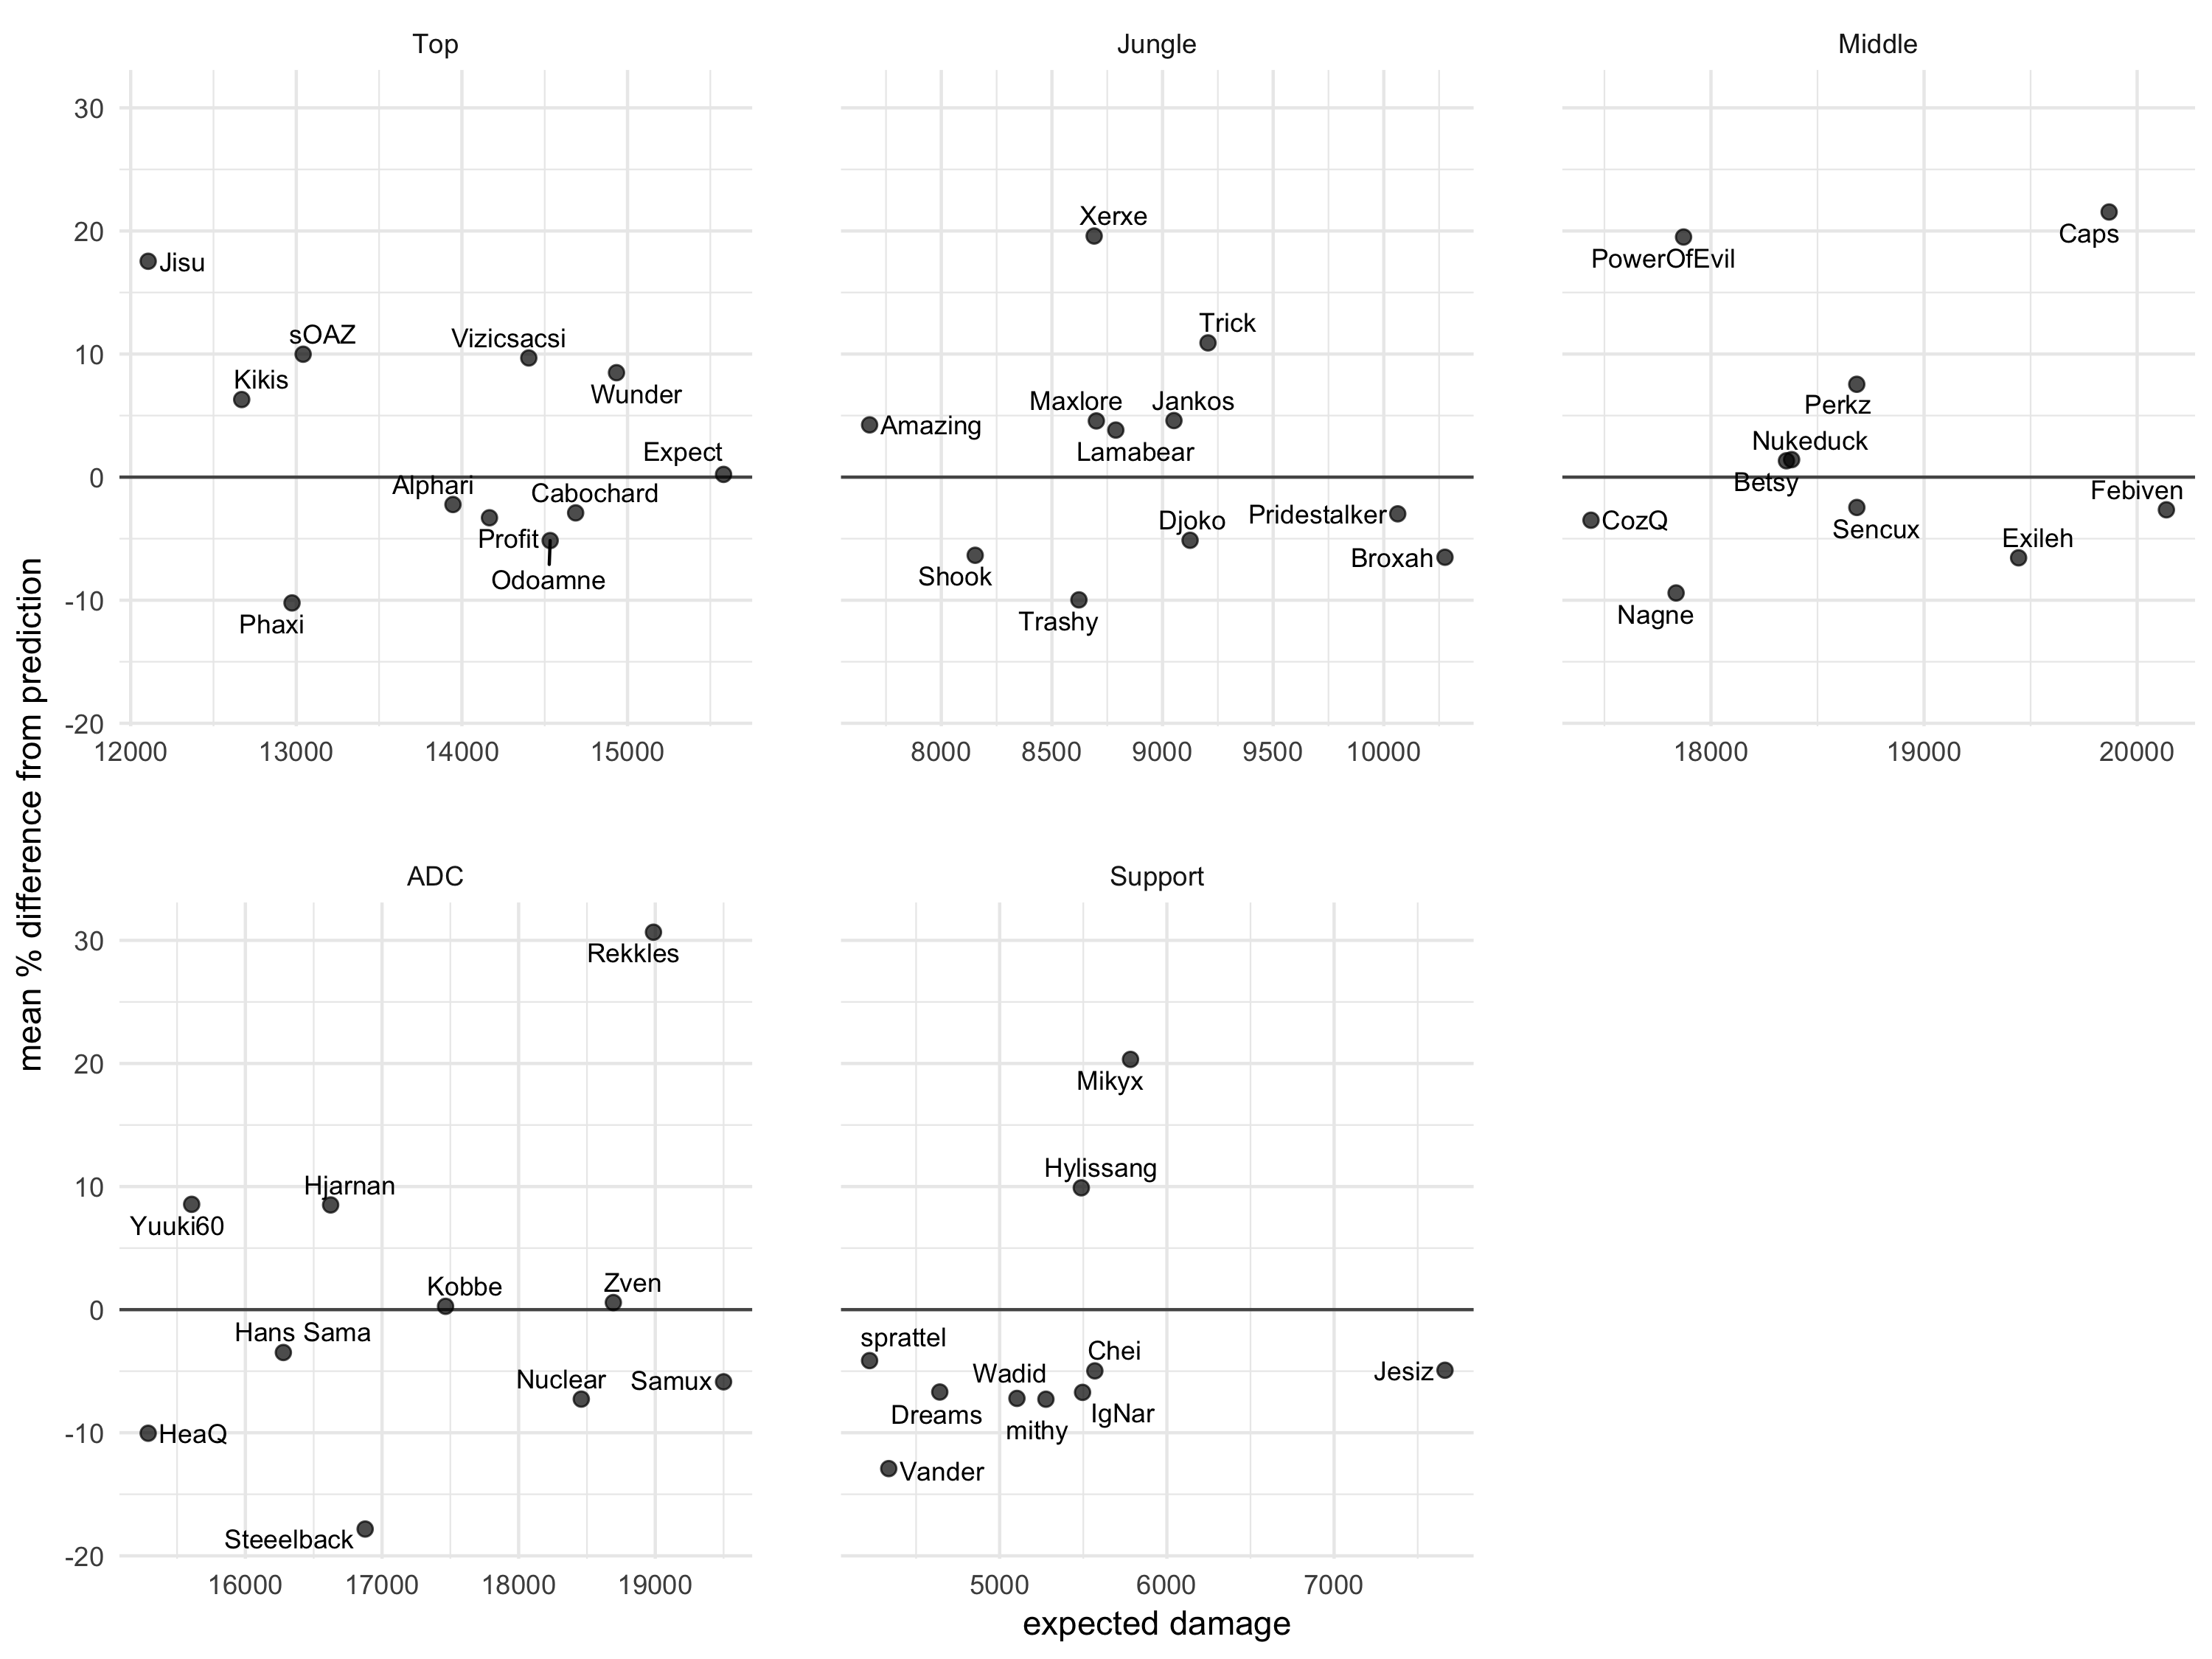 Top
Jungle
Middle
mean % difference from prediction
30
20
10
0
-10
-20
Jisu
sOAZ
Vizicsacsi
Kikis
Wunder
Expect
Alphari
Cabochard
Profit
Odoamne
Phaxi
12000 13000 14000 15000
Xerxe
Trick
Maxlore
Jankos
Amazing
Lamabear
Djoko
Pridestalker
Broxah
Shook
Trashy
8000 8500 9000 9500 10000
PowerOfEvil
Caps
Perkz
Nukeduck
Betsy
Febiven
CozQ
Sencux
Exileh
Nagne
18000 19000 20000
ADC
Support
30
20
10
0
-10
-20
Rekkles
Hjarnan
Yuuki60
Kobbe
Zven
Hans Sama
Nuclear
Samux
HeaQ
Steeelback
16000 17000 18000 19000
Mikyx
Hylissang
sprattel
Chei
Wadid
Jesiz
Dreams
IgNar
mithy
Vander
5000 6000 7000
expected damage